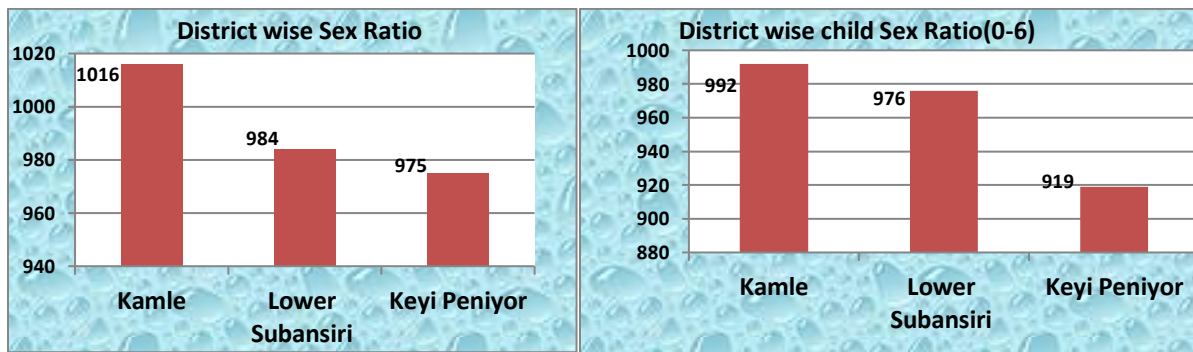 District wise Sex Ratio
1020
1000
980
960
940
1016
984
975
Kamle
Lower Subansiri
Keyi Peniyor
District wise child Sex Ratio(0-6)
1000
980
960
940
920
900
880
992
976
919
Kamle
Lower Subansiri
Keyi Peniyor